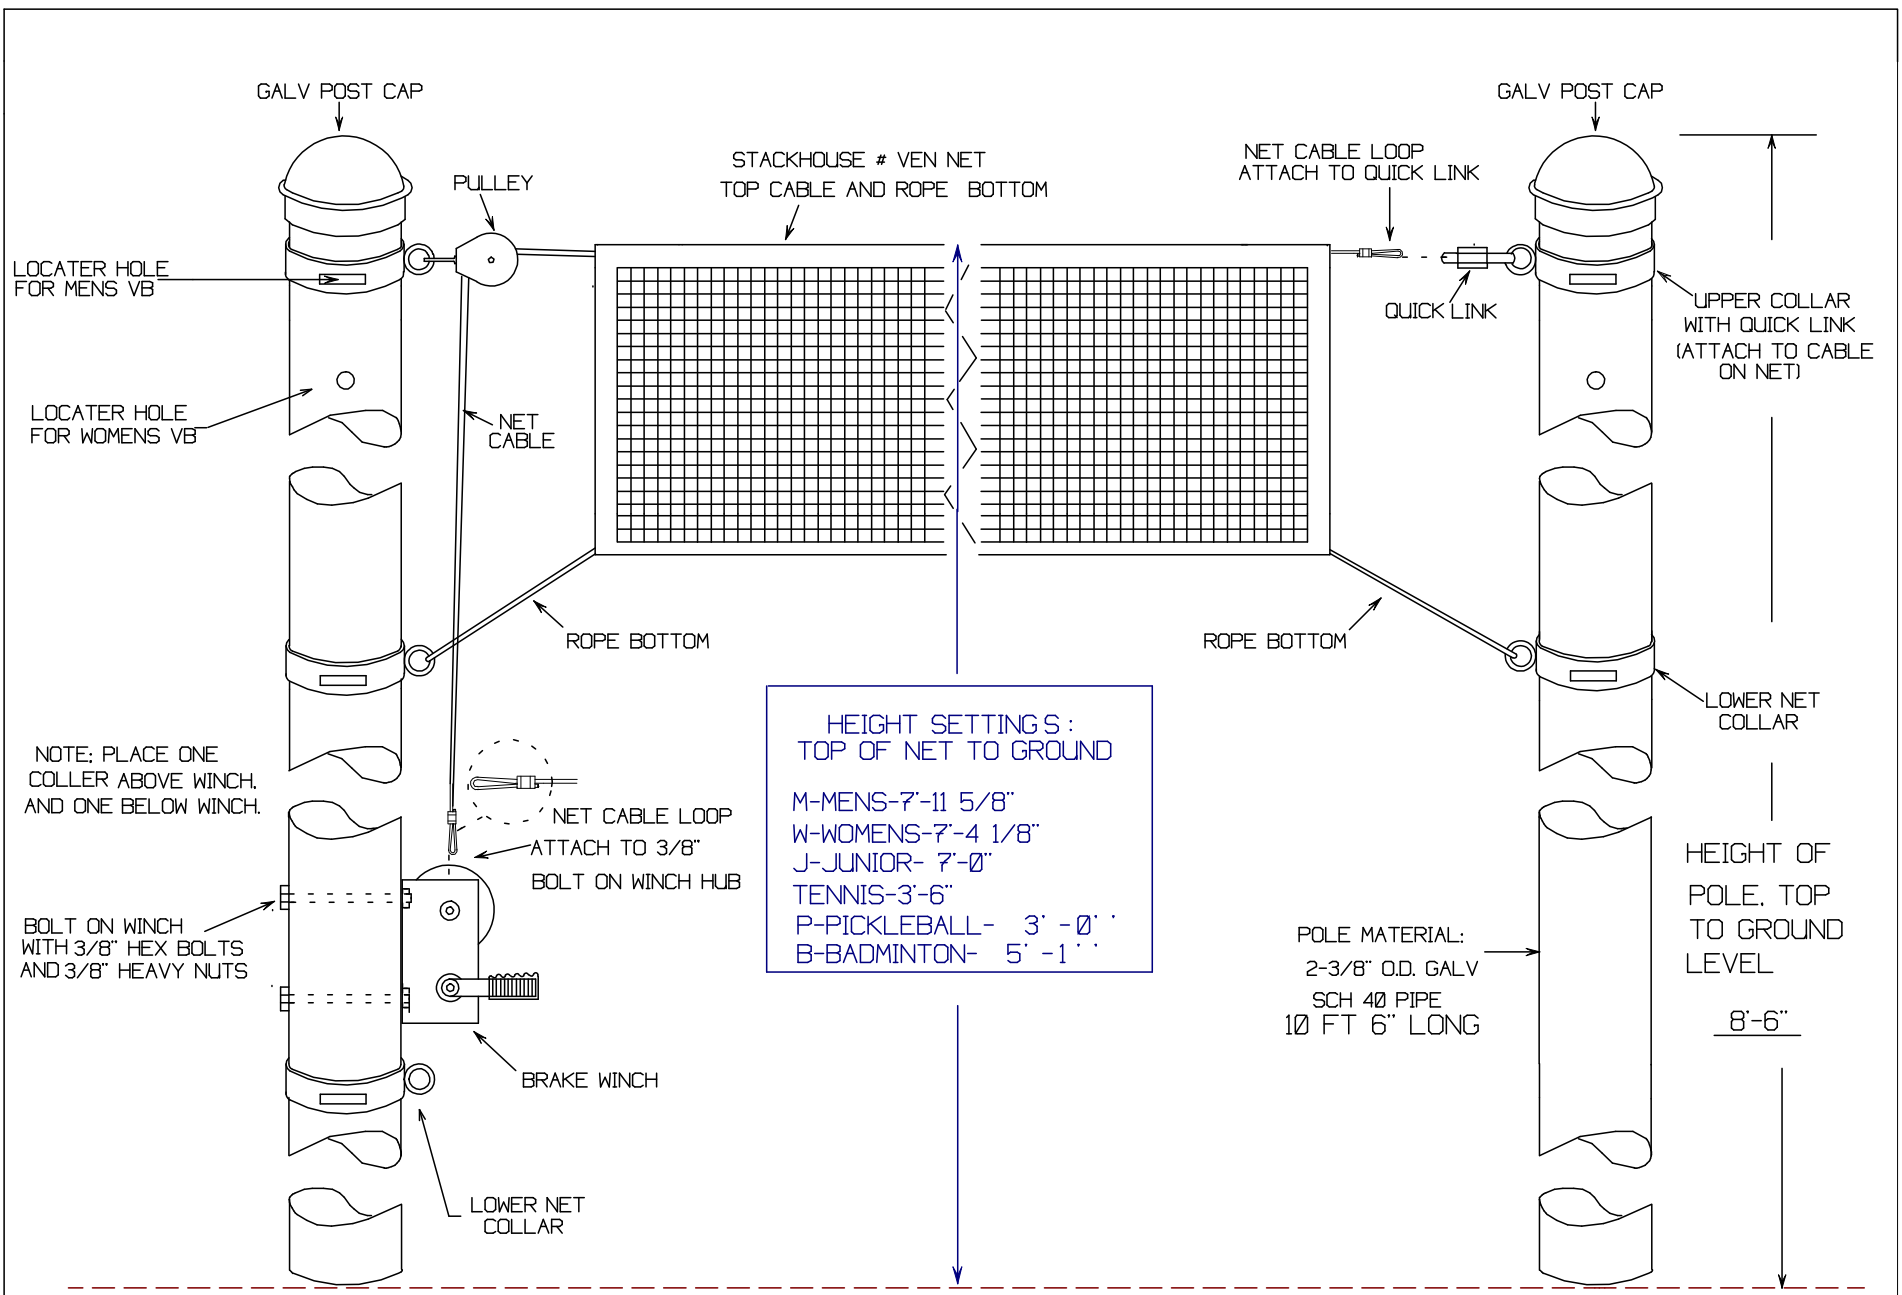 GALV POST CAP
GALV POST CAP
STACKHOUSE # VEN NET
TOP CABLE AND ROPE BOTTOM
NET CABLE LOOP
ATTACH TO QUICK LINK
PULLEY
LOCATER HOLE
FOR MENS VB
QUICK LINK
UPPER COLLAR
WITH QUICK LINK
(ATTACH TO CABLE
ON NET)
LOCATER HOLE
FOR WOMENS VB
NET
CABLE
ROPE BOTTOM
ROPE BOTTOM
LOWER NET
COLLAR
NOTE: PLACE ONE
COLLER ABOVE WINCH.
AND ONE BELOW WINCH.
NET CABLE LOOP
ATTACH TO 3/8"
BOLT ON WINCH HUB
HEIGHT SETTINGS:
TOP OF NET TO GROUND
M-MENS-7'-11 5/8"
W-WOMENS-7'-4 1/8"
J-JUNIOR- 7'-0"
TENNIS-3'-6"
P-PICKLEBALL- 3' -0''
B-BADMINTON- 5' -1''
BOLT ON WINCH
WITH 3/8" HEX BOLTS
AND 3/8" HEAVY NUTS
BRAKE WINCH
LOWER NET
COLLAR
POLE MATERIAL:
2-3/8" O.D. GALV
SCH 40 PIPE
10 FT 6" LONG
HEIGHT OF
POLE, TOP
TO GROUND
LEVEL
8'-6"